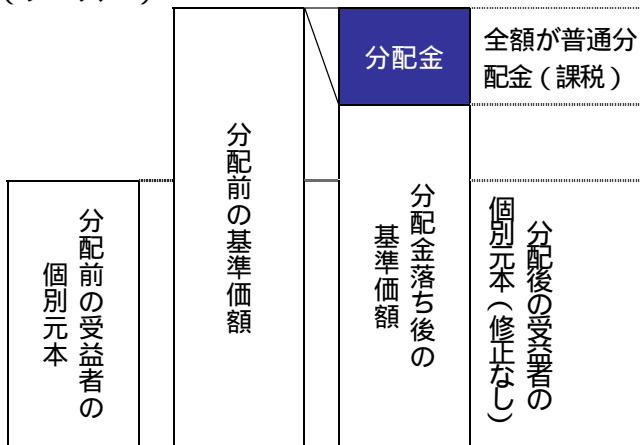 分配金
全額が普通分
配金(課税)
分配前の基準価額
分配前の受益者の
個別元本
分配金落ち後の
基準価額
分配後の受益者の
個別元本(修正なし)